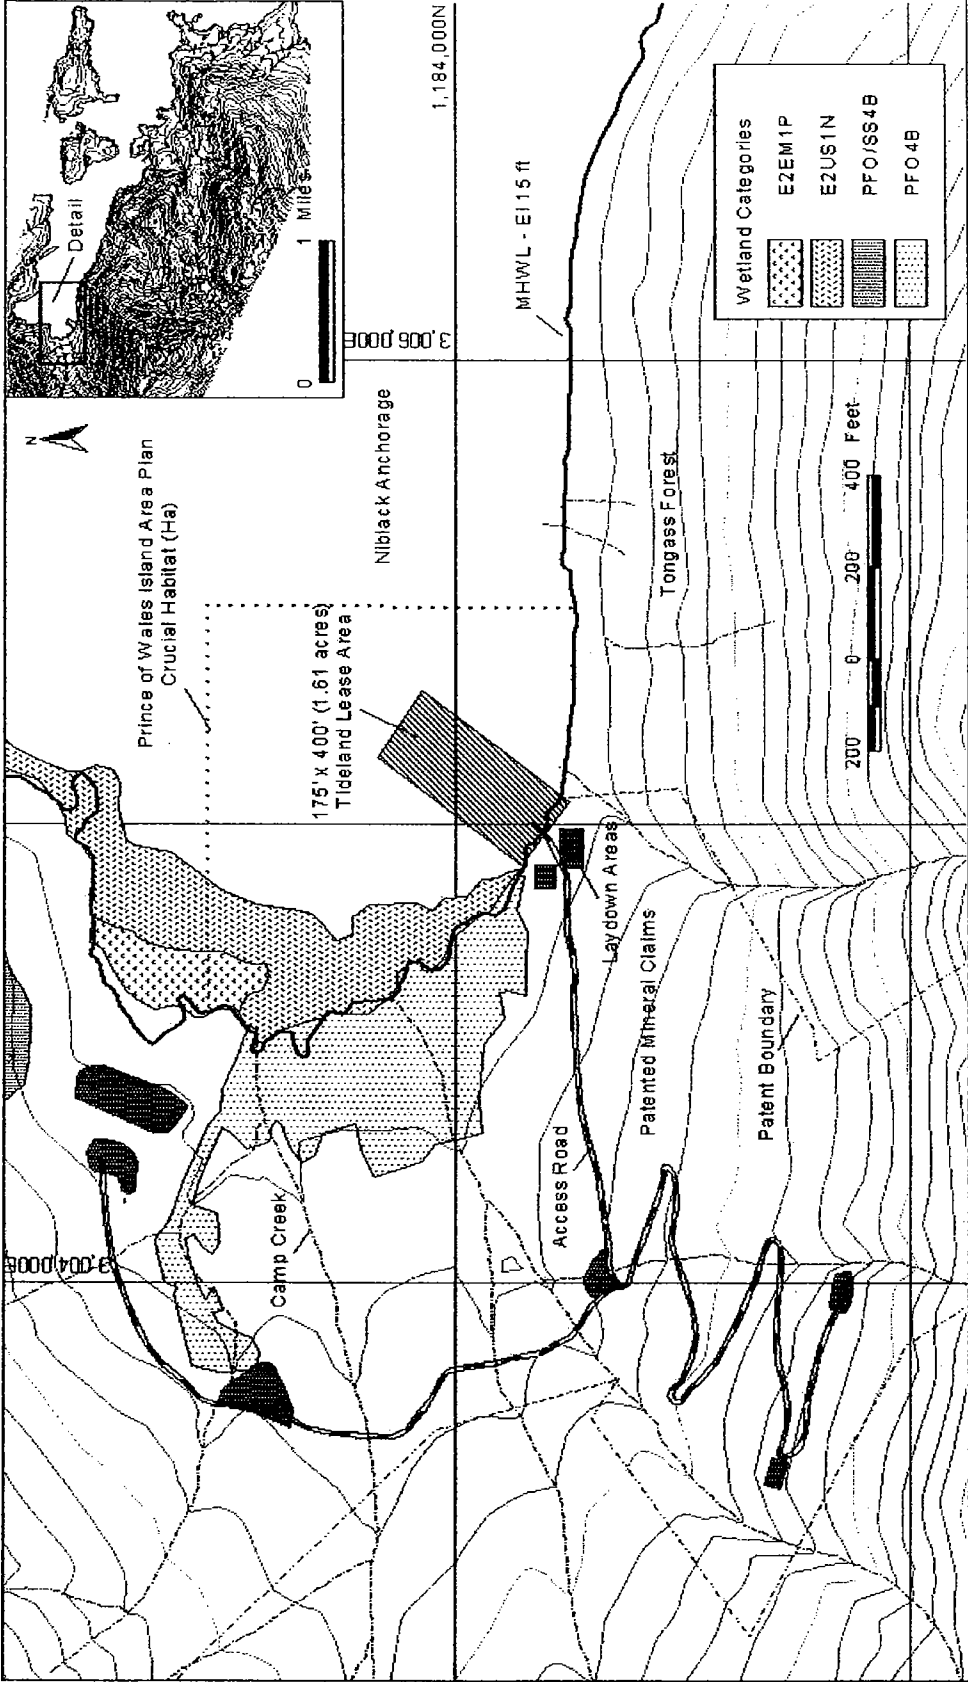 Detail
0
1 Miles
N
Prince of Wales Island Area Plan
Crucial Habitat (Ha)
1,184,000N
3,006,000E
Niblack Anchorage
175' x 400' (1.61 acres)
Tideland Lease Area
MHWL - El 15 ft
3,004,000E
Camp Creek
Access Road
Laydown Areas
Patented Mineral Claims
Patent Boundary
Tongass Forest
200 0 200 400 Feet
Wetland Categories
E2EM1P
E2US1N
PFO/SS4B
PFO4B